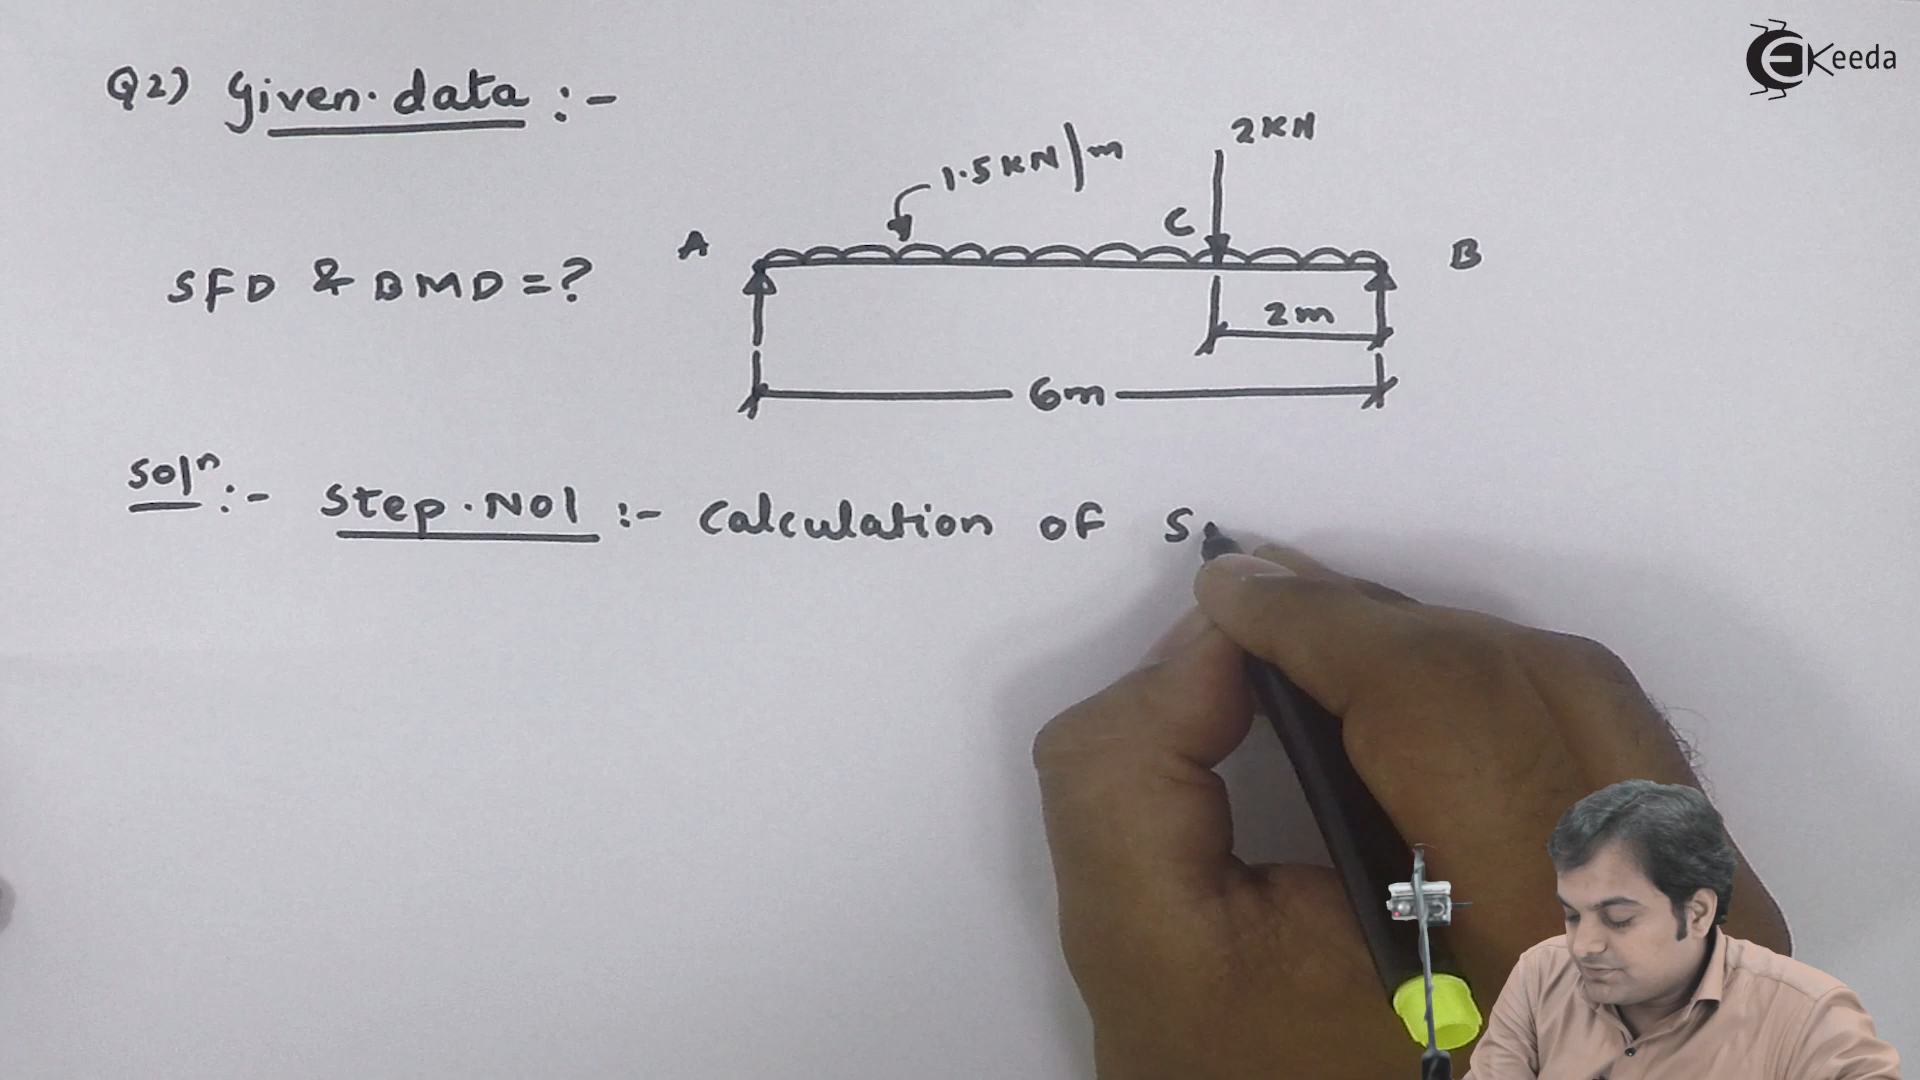 Keeda
Q2) Given data :-
2KN
1.5KN/m
C
A
B
SFD & BMD = ?
2m
6m
Solⁿ :- Step. No1 :- Calculation of S